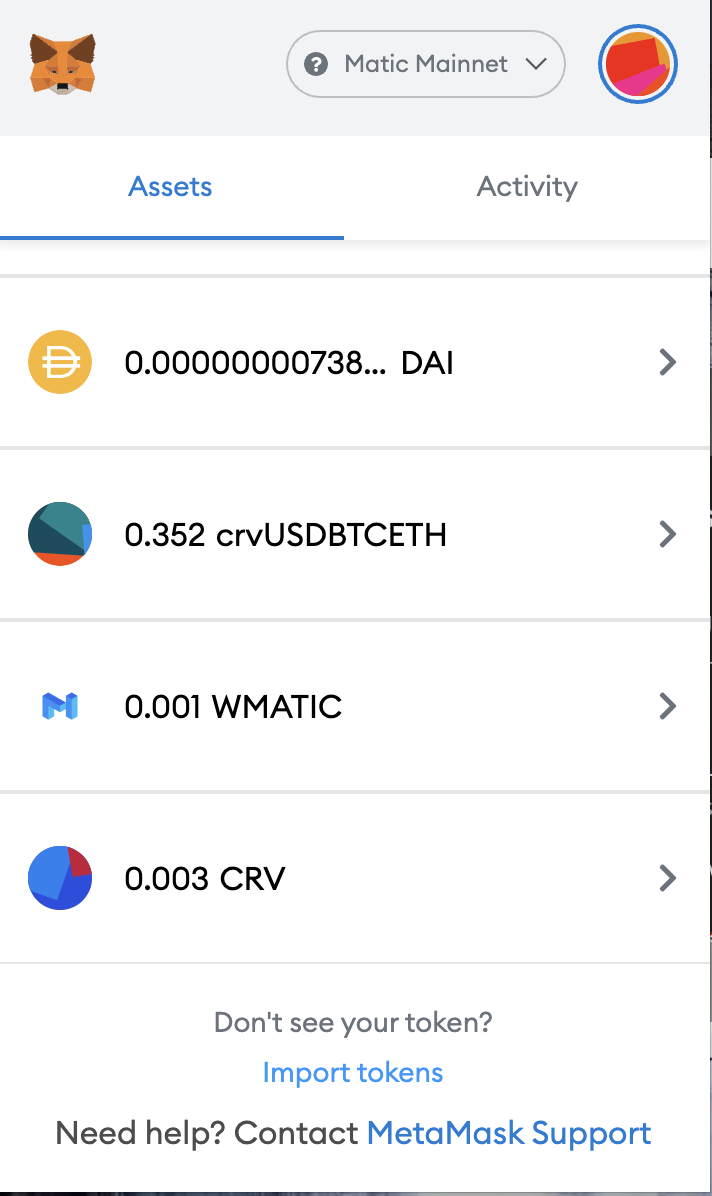 Matic Mainnet
Assets Activity
0.00000000738... DAI
0.352 crvUSDBTCETH
0.001 WMATIC
0.003 CRV
Don't see your token?
Import tokens
Need help? Contact MetaMask Support